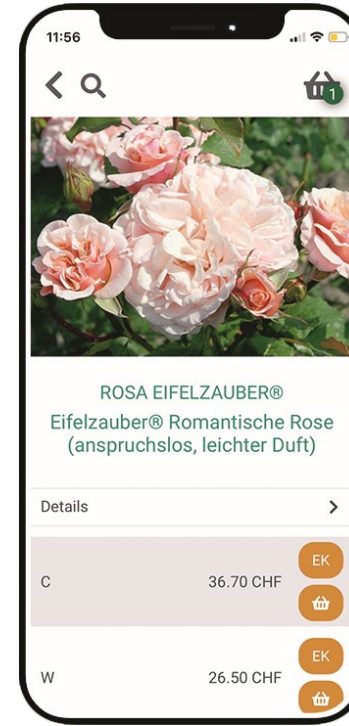 11:56
1
ROSA EIFELZAUBER®
Eifelzauber® Romantische Rose
(anspruchslos, leichter Duft)
Details
C 36.70 CHF EK
W 26.50 CHF EK